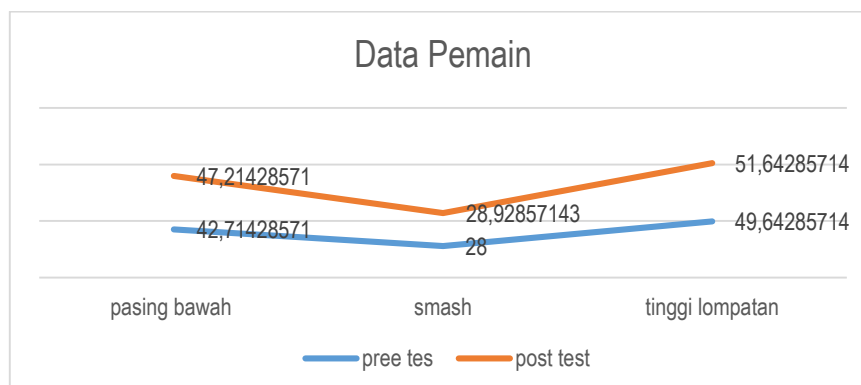 Data Pemain
47,21428571
28,92857143
51,64285714
42,71428571
28
49,64285714
pasing bawah
smash
tinggi lompatan
pree tes
post test